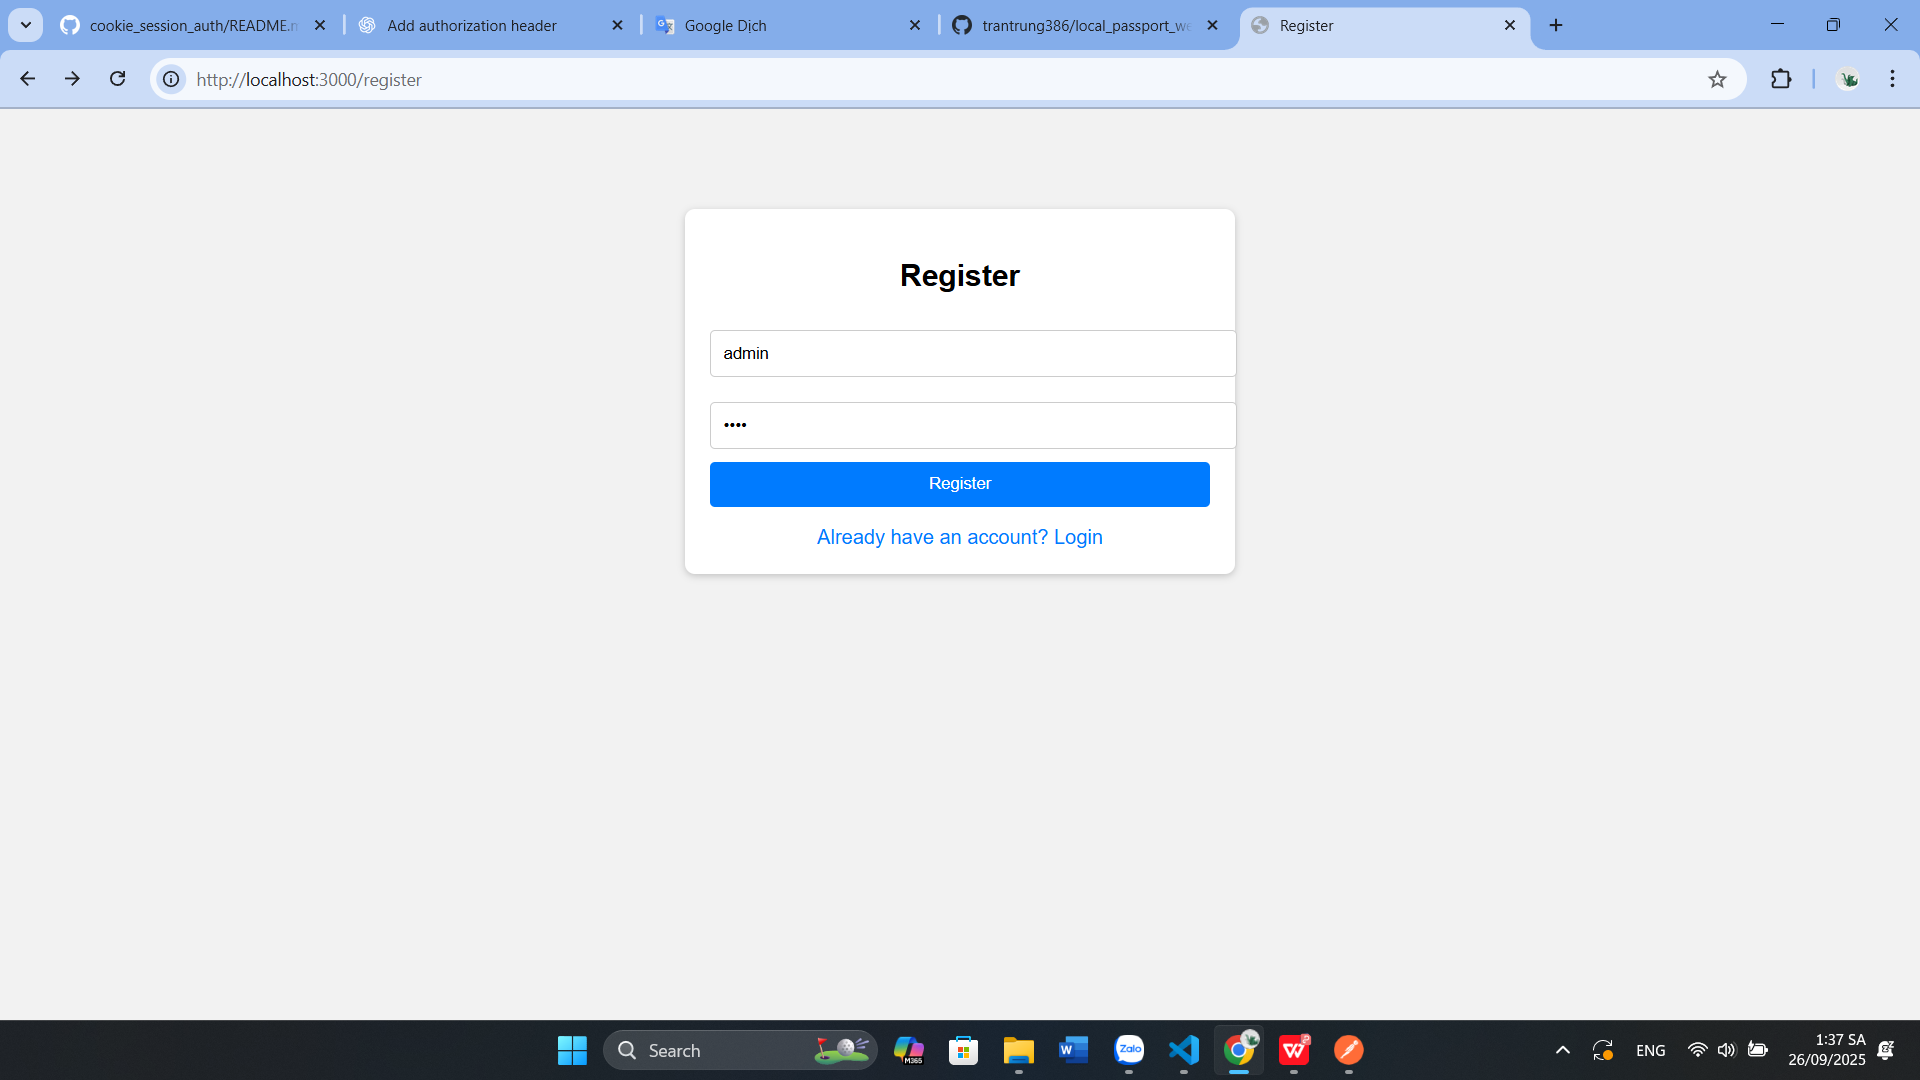 cookie_session_auth/README.m
Add authorization header
Google Dịch
trantrung386/local_passport_we
Register
http://localhost:3000/register
Register
admin
••••
Register
Already have an account? Login
Search
M365
Zalo
ENG
1:37 SA
26/09/2025